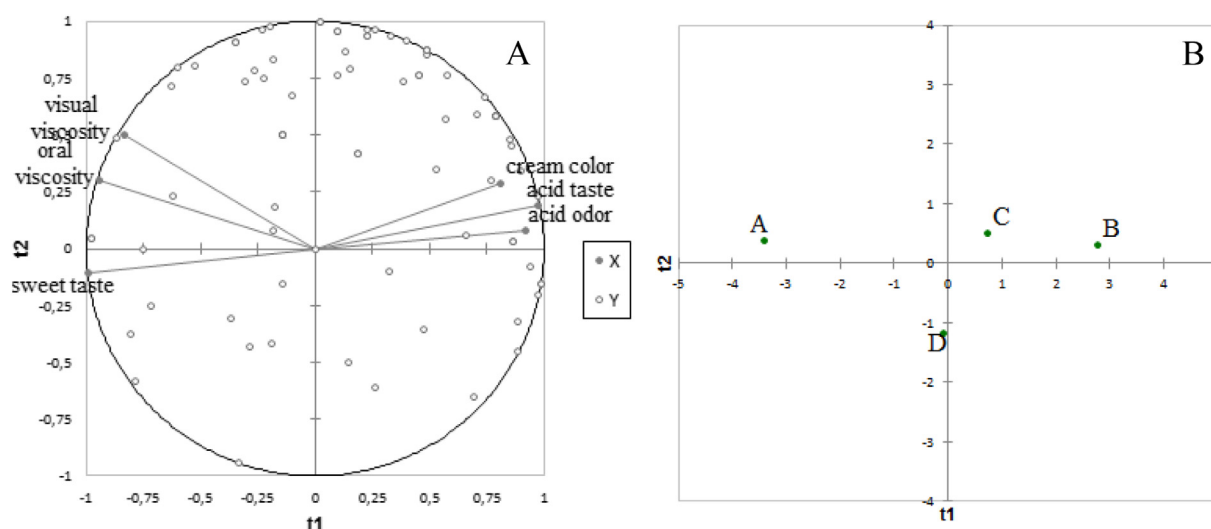 A
1
0,75
0,5
0,25
0
-0,25
-0,5
-0,75
-1
t2
visual
viscosity
oral
viscosity
sweet taste
cream color
acid taste
acid odor
-1
-0,75
-0,5
-0,25
0
0,25
0,5
0,75
1
t1
X
Y
B
4
3
2
1
0
-1
-2
-3
-4
t2
-5
-4
-3
-2
-1
0
1
2
3
4
A
C
B
D
t1